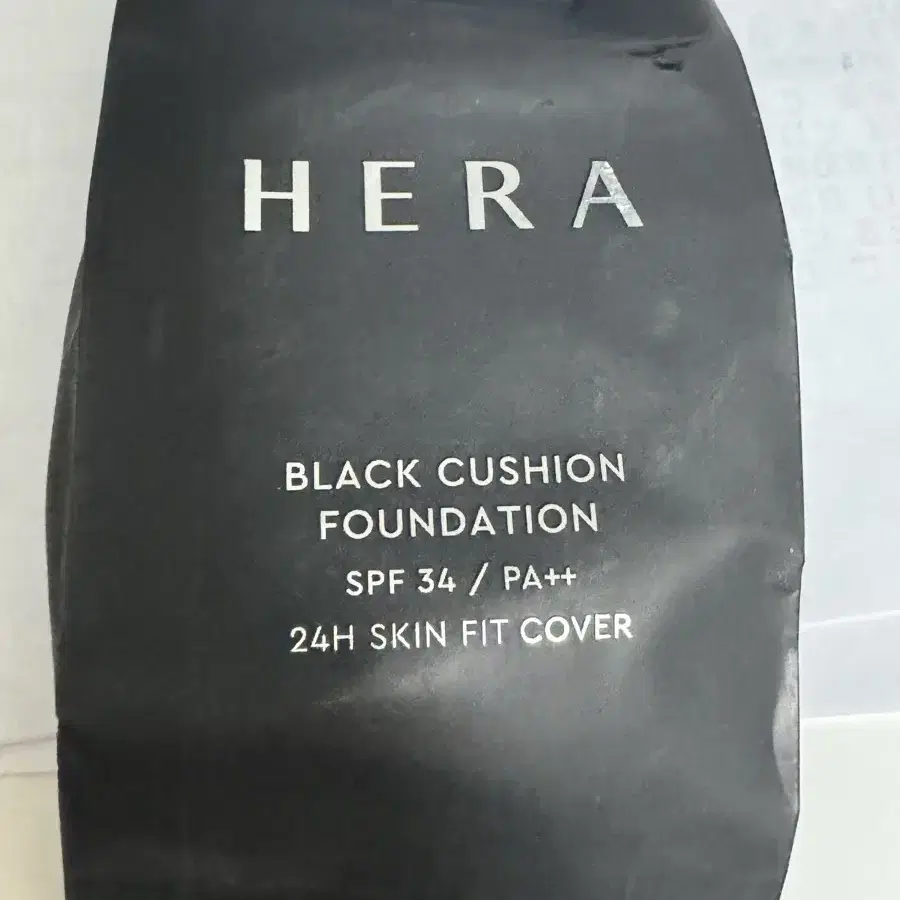 HERA
BLACK CUSHION
FOUNDATION
SPF 34 / PA++
24H SKIN FIT COVER